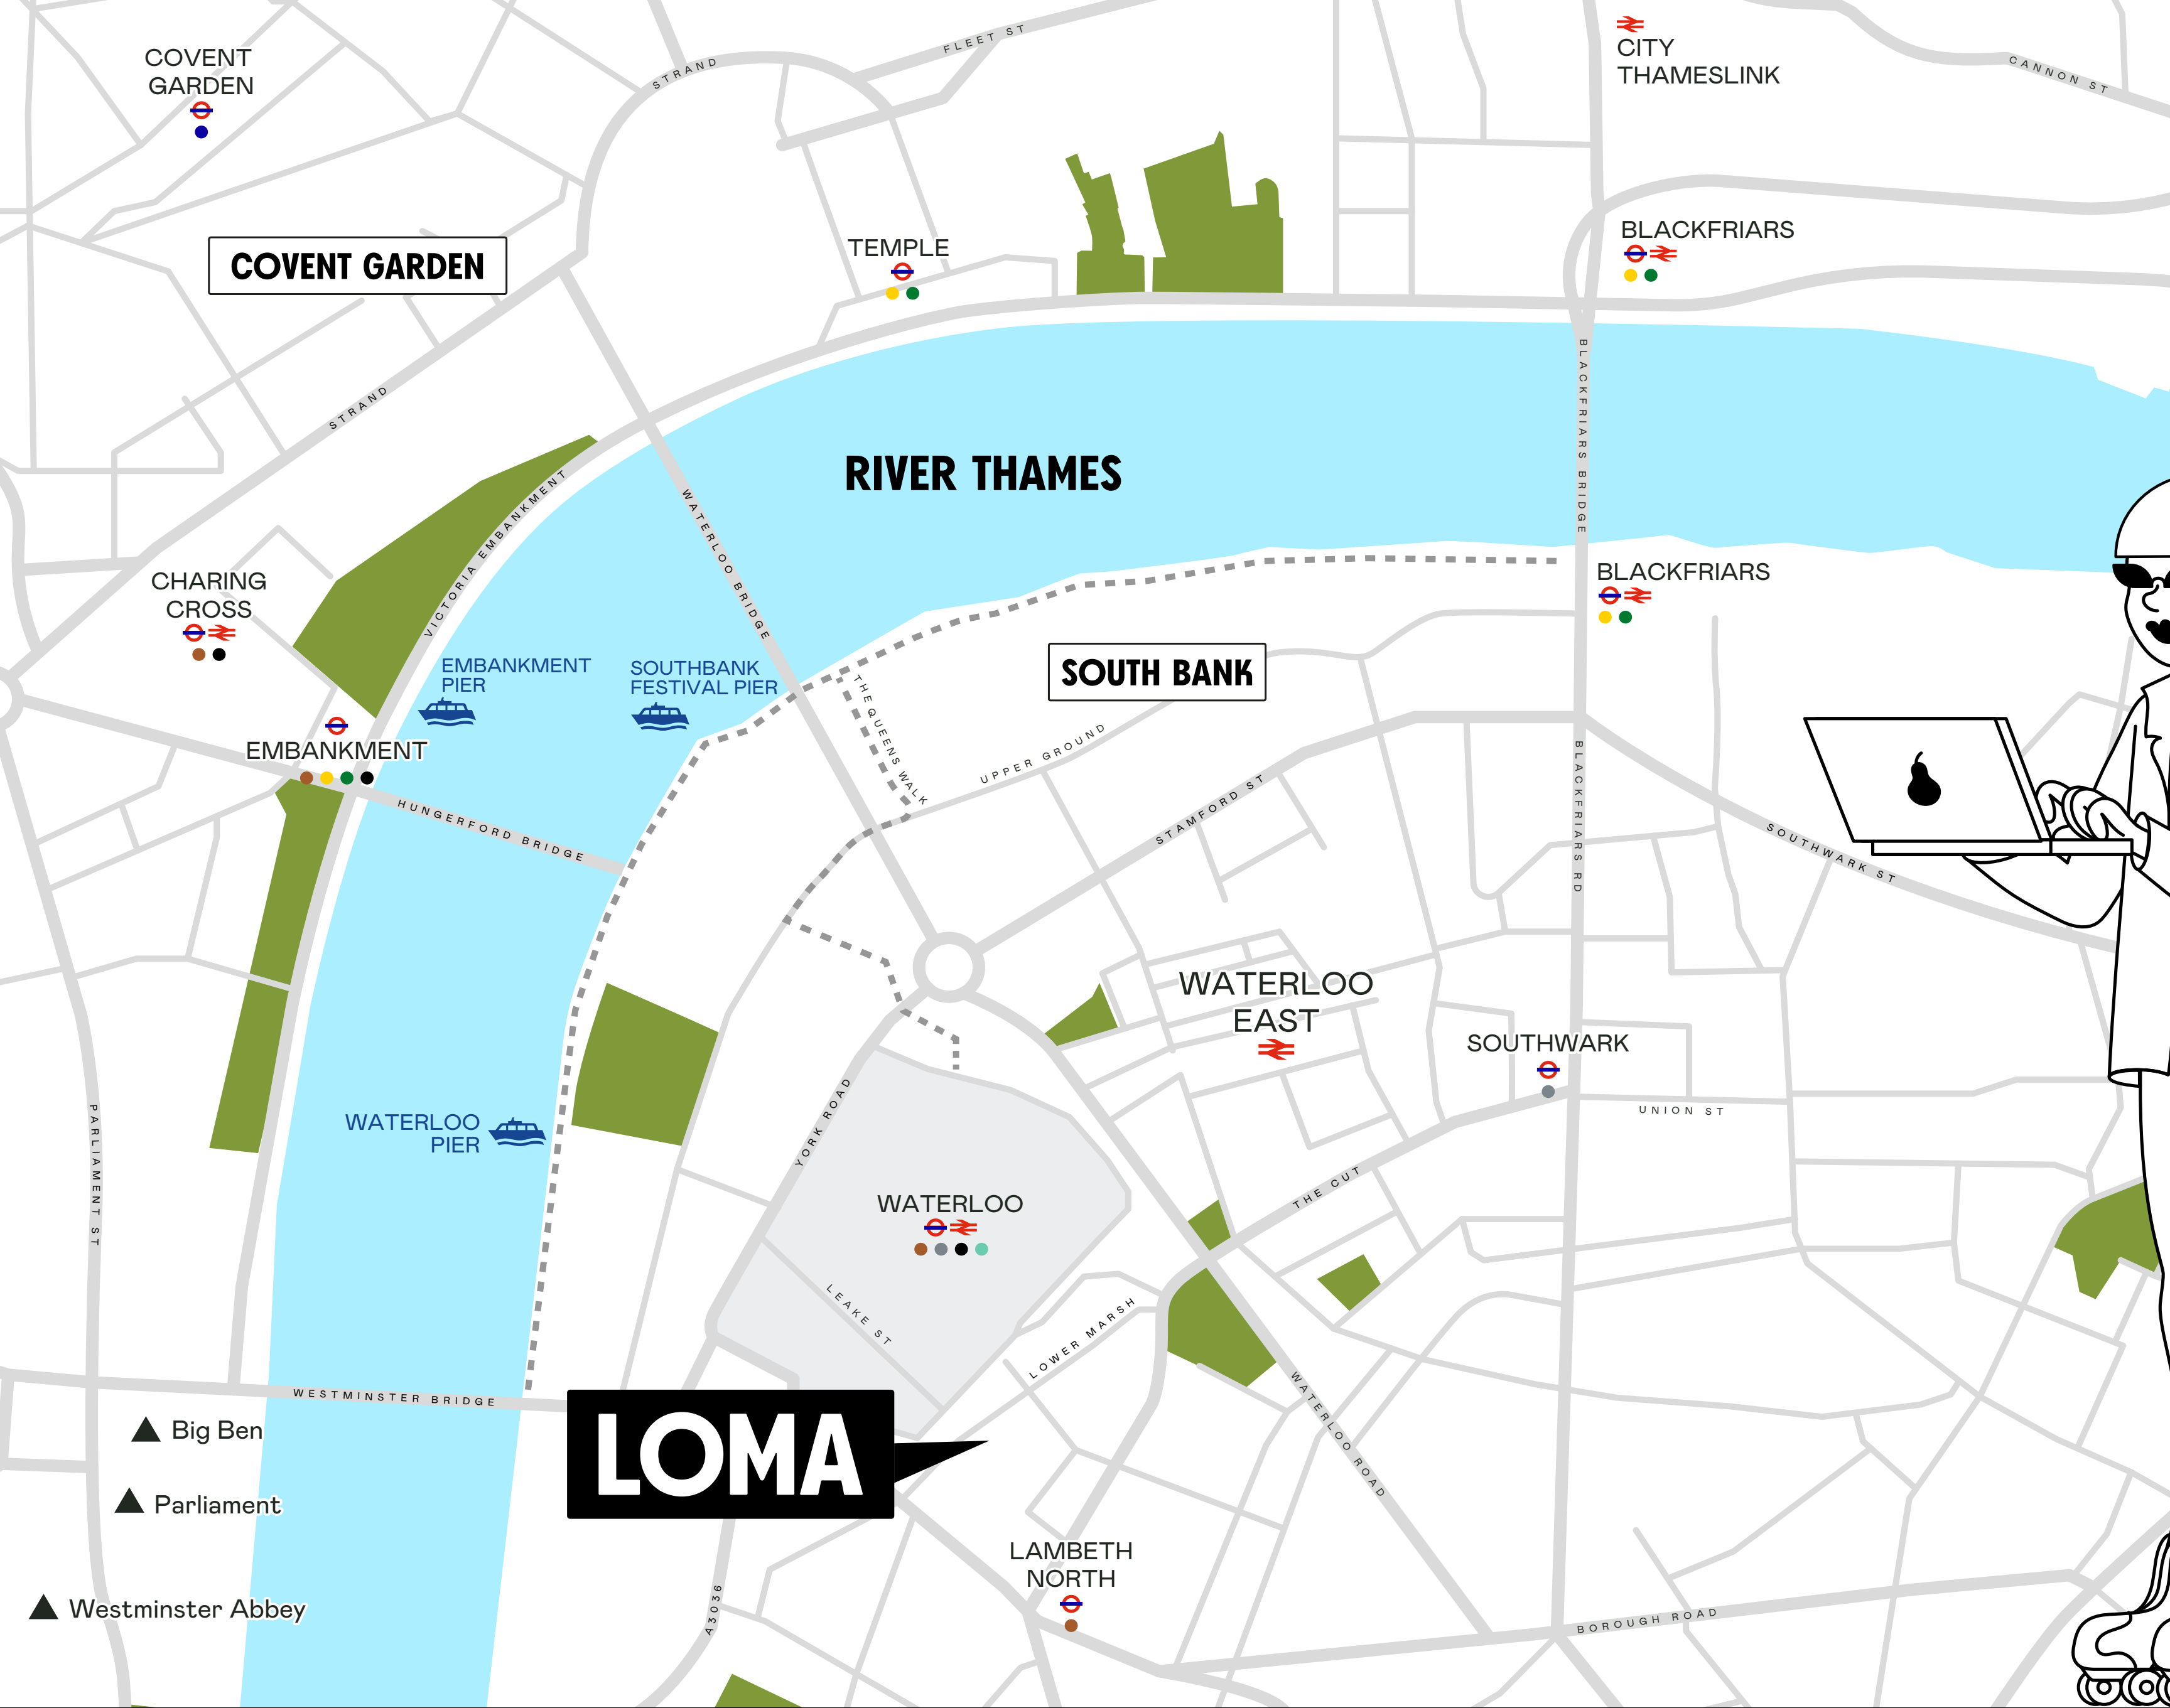 COVENT
GARDEN
STRAND
FLEET ST
CITY
THAMESLINK
CANNON ST
COVENT GARDEN
TEMPLE
BLACKFRIARS
STRAND
VICTORIA EMBANKMENT
RIVER THAMES
BLACKFRIARS BRIDGE
WATERLOO BRIDGE
CHARING
CROSS
BLACKFRIARS
EMBANKMENT
PIER
SOUTHBANK
FESTIVAL PIER
THE QUEENS WALK
SOUTH BANK
EMBANKMENT
UPPER GROUND
HUNGERFORD BRIDGE
STAMFORD ST
BLACKFRIARS RD
SOUTHWARK ST
WATERLOO
EAST
SOUTHWARK
UNION ST
PARLIAMENT ST
WATERLOO
PIER
YORK ROAD
THE CUT
WATERLOO
LEAKE ST
LOWER MARSH
WATERLOO ROAD
WESTMINSTER BRIDGE
Big Ben
LOMA
Parliament
LAMBETH
NORTH
Westminster Abbey
A3036
BOROUGH ROAD